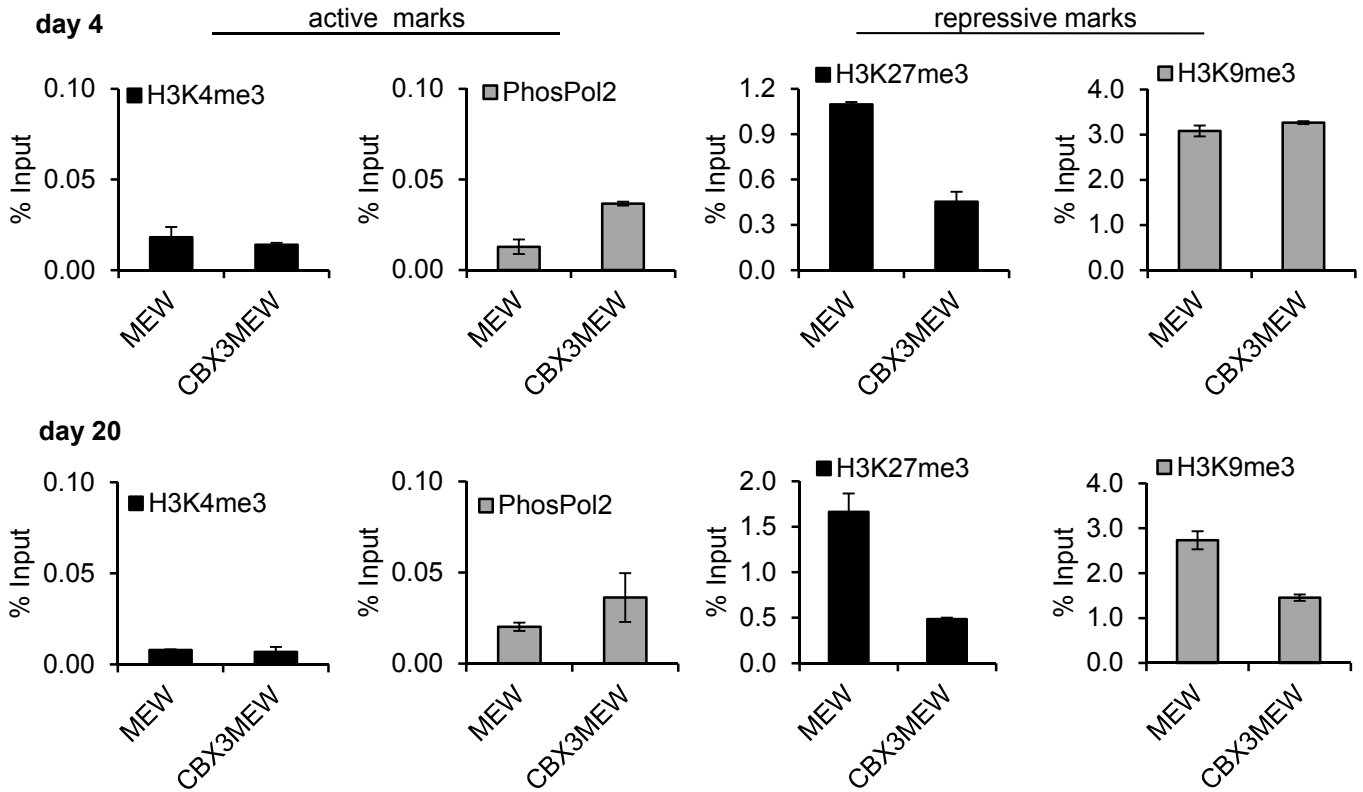 day 4
active marks
repressive marks
% Input
0.10
0.05
0.00
H3K4me3
MEW
CBX3MEW
% Input
0.10
0.05
0.00
PhosPol2
MEW
CBX3MEW
% Input
1.2
0.9
0.6
0.3
0.0
H3K27me3
MEW
CBX3MEW
% Input
4.0
3.0
2.0
1.0
0.0
H3K9me3
MEW
CBX3MEW
day 20
% Input
0.10
0.05
0.00
H3K4me3
MEW
CBX3MEW
% Input
0.10
0.05
0.00
PhosPol2
MEW
CBX3MEW
% Input
2.0
1.5
1.0
0.5
0.0
H3K27me3
MEW
CBX3MEW
% Input
4.0
3.0
2.0
1.0
0.0
H3K9me3
MEW
CBX3MEW